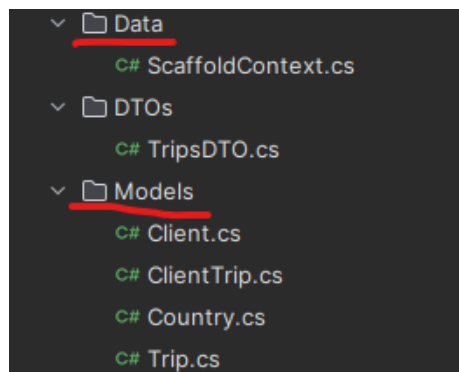 Data
C# ScaffoldContext.cs
DTOs
C# TripsDTO.cs
Models
C# Client.cs
C# ClientTrip.cs
C# Country.cs
C# Trip.cs